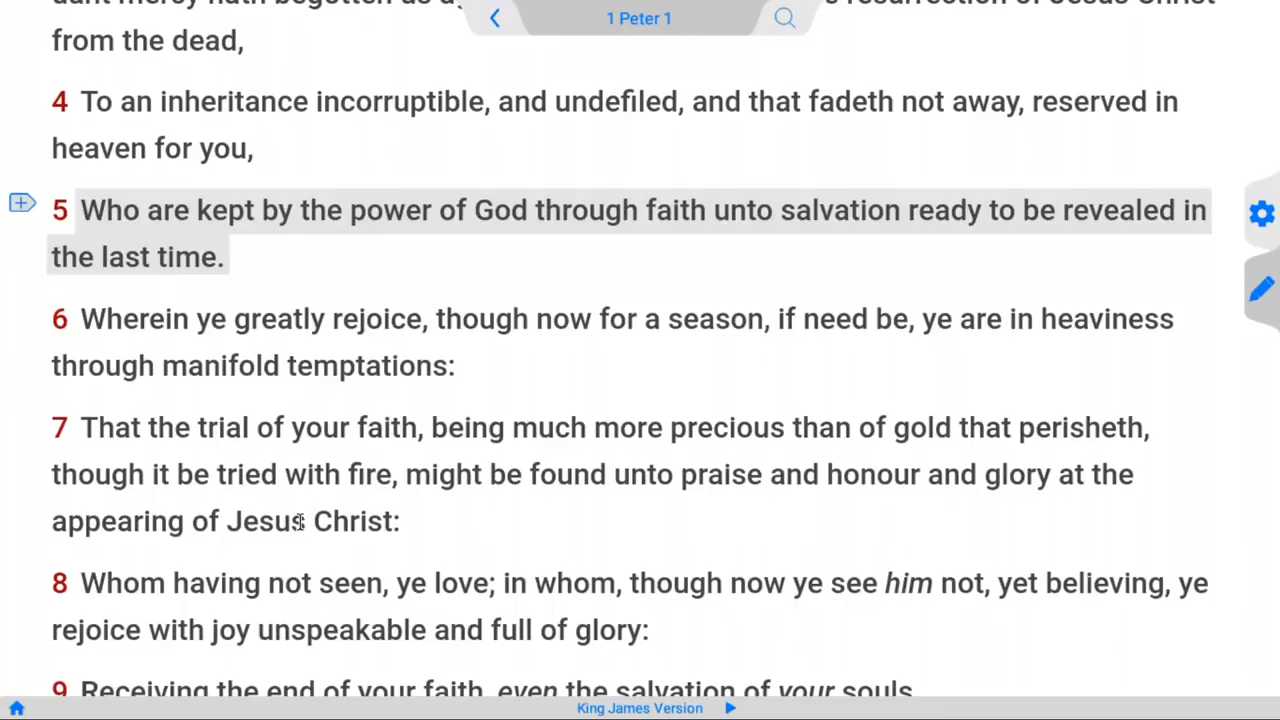 1 Peter 1
from the dead,
4 To an inheritance incorruptible, and undefiled, and that fadeth not away, reserved in
heaven for you,
5 Who are kept by the power of God through faith unto salvation ready to be revealed in
the last time.
6 Wherein ye greatly rejoice, though now for a season, if need be, ye are in heaviness
through manifold temptations:
7 That the trial of your faith, being much more precious than of gold that perisheth,
though it be tried with fire, might be found unto praise and honour and glory at the
appearing of Jesus Christ:
8 Whom having not seen, ye love; in whom, though now ye see him not, yet believing, ye
rejoice with joy unspeakable and full of glory:
9 Receiving the end of your faith, even the salvation of your souls
King James Version